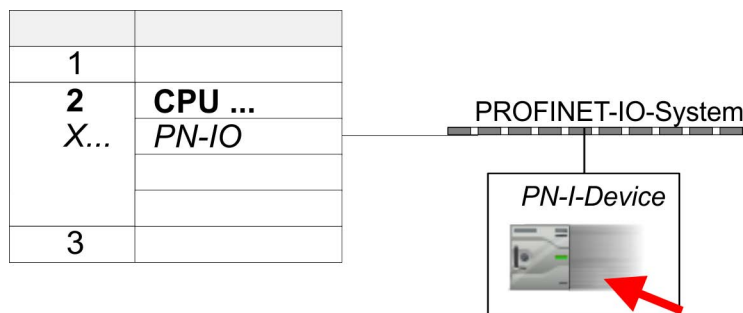 1
2 CPU ...
X... PN-IO
3
PROFINET-IO-System
PN-I-Device